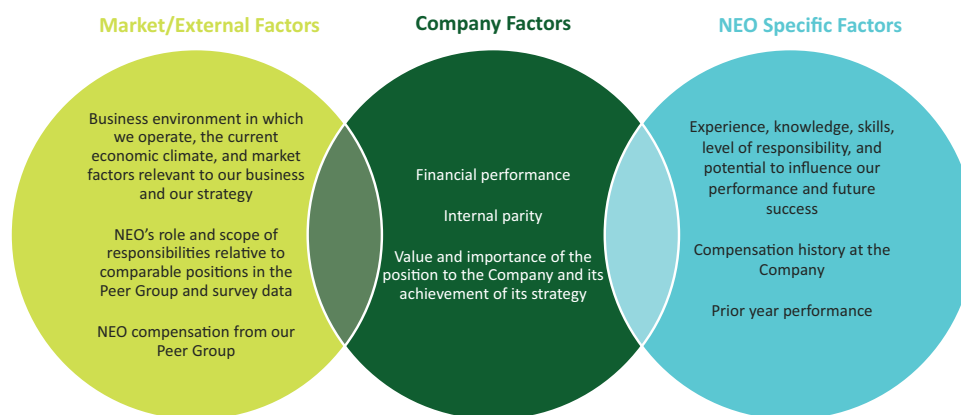 Market/External Factors
Business environment in which
we operate, the current
economic climate, and market
factors relevant to our business
and our strategy
NEO's role and scope of
responsibilities relative to
comparable positions in the
Peer Group and survey data
NEO compensation from our
Peer Group
Company Factors
Financial performance
Internal parity
Value and importance of the
position to the Company and its
achievement of its strategy
NEO Specific Factors
Experience, knowledge, skills,
level of responsibility, and
potential to influence our
performance and future
success
Compensation history at the
Company
Prior year performance